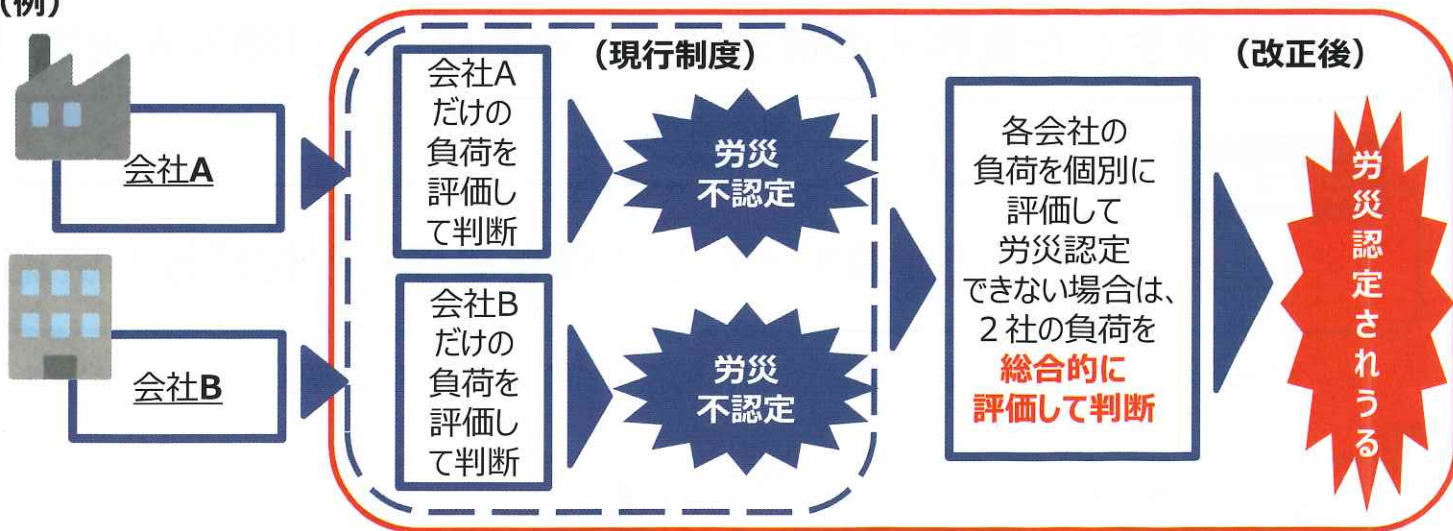 （例）
会社A
会社B
（現行制度）
会社A
だけの
負荷を
評価し
て判断
労災
不認定
会社B
だけの
負荷を
評価し
て判断
労災
不認定
（改正後）
各会社の
負荷を個別に
評価して
労災認定
できない場合は、
２社の負荷を
総合的に
評価して判断
労災認定されうる